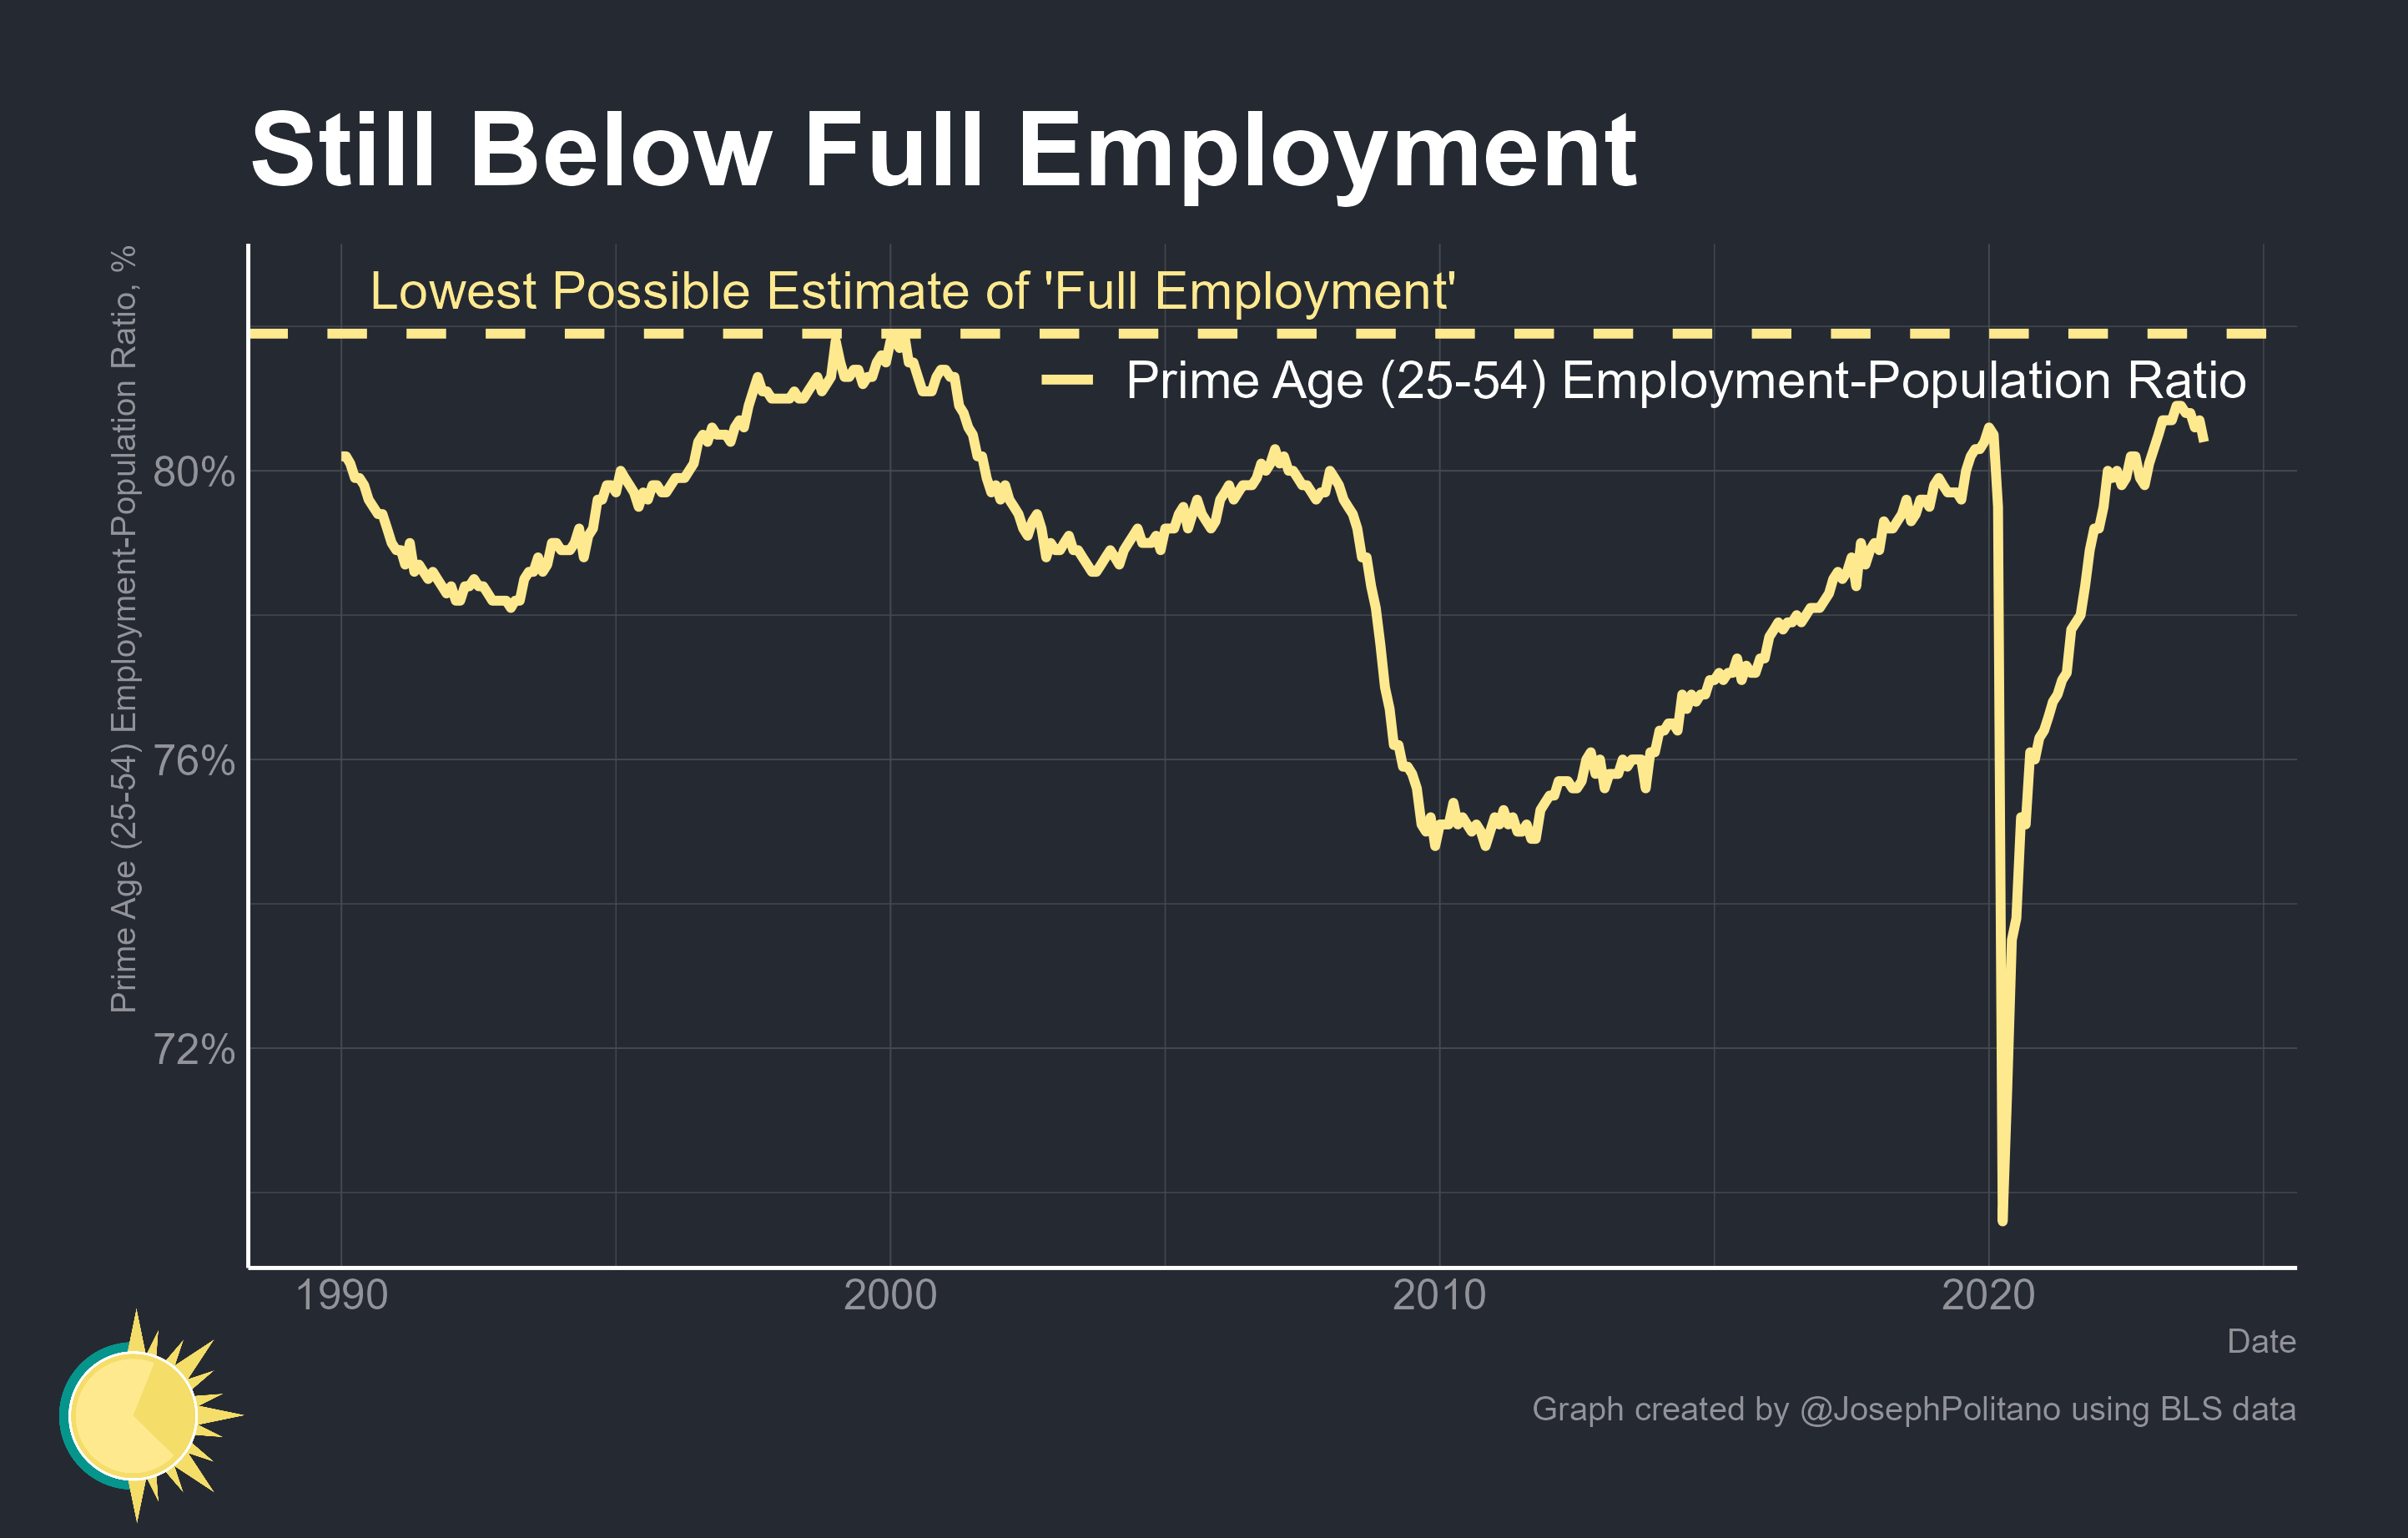 Still Below Full Employment
Prime Age (25-54) Employment-Population Ratio, %
Lowest Possible Estimate of 'Full Employment'
Prime Age (25-54) Employment-Population Ratio
80%
76%
72%
1990
2000
2010
2020
Date
Graph created by @JosephPolitano using BLS data